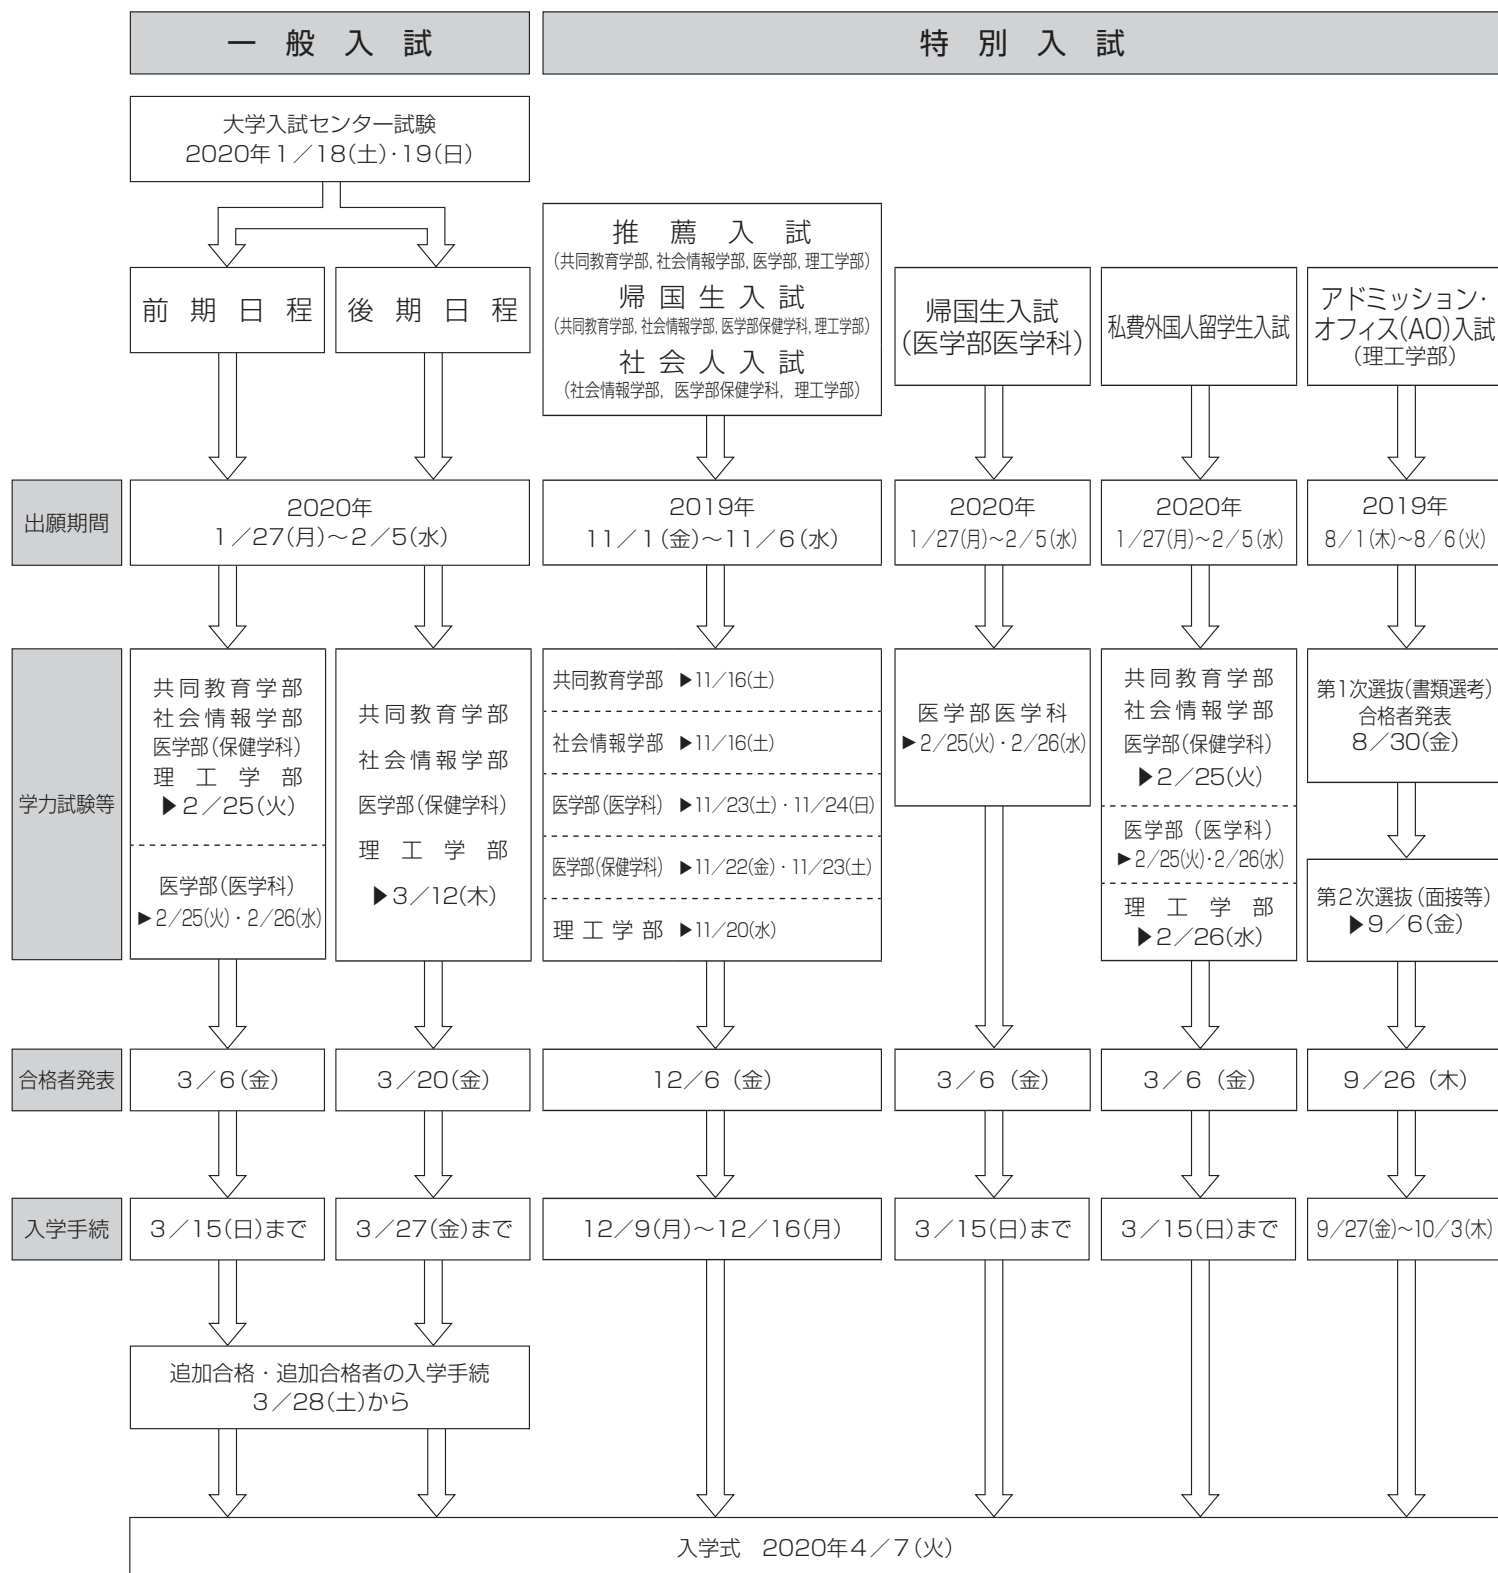 一般入試
特別入試
大学入試センター試験
2020年1／18(土)・19(日)
前期日程
後期日程
推薦入試
(共同教育学部, 社会情報学部, 医学部, 理工学部)
帰国生入試
(共同教育学部, 社会情報学部, 医学部保健学科, 理工学部)
社会人入試
(社会情報学部, 医学部保健学科, 理工学部)
帰国生入試
(医学部医学科)
私費外国人留学生入試
アドミッション・
オフィス(AO)入試
(理工学部)
出願期間
2020年
1／27(月)～2／5(水)
2019年
11／1(金)～11／6(水)
2020年
1／27(月)～2／5(水)
2020年
1／27(月)～2／5(水)
2019年
8／1(木)～8／6(火)
学力試験等
共同教育学部
社会情報学部
医学部(保健学科)
理工学部
▶2／25(火)
医学部(医学科)
▶2／25(火)・2／26(水)
共同教育学部
社会情報学部
医学部(保健学科)
理工学部
▶3／12(木)
共同教育学部 ▶11／16(土)
社会情報学部 ▶11／16(土)
医学部(医学科) ▶11／23(土)・11／24(日)
医学部(保健学科) ▶11／22(金)・11／23(土)
理工学部 ▶11／20(水)
医学部医学科
▶2／25(火)・2／26(水)
共同教育学部
社会情報学部
医学部(保健学科)
▶2／25(火)
医学部(医学科)
▶2／25(火)・2／26(水)
理工学部
▶2／26(水)
第1次選抜(書類選考)
合格者発表
8／30(金)
第2次選抜(面接等)
▶9／6(金)
合格者発表
3／6(金)
3／20(金)
12／6(金)
3／6(金)
3／6(金)
9／26(木)
入学手続
3／15(日)まで
3／27(金)まで
12／9(月)～12／16(月)
3／15(日)まで
3／15(日)まで
9／27(金)～10／3(木)
追加合格・追加合格者の入学手続
3／28(土)から
入学式 2020年4／7(火)